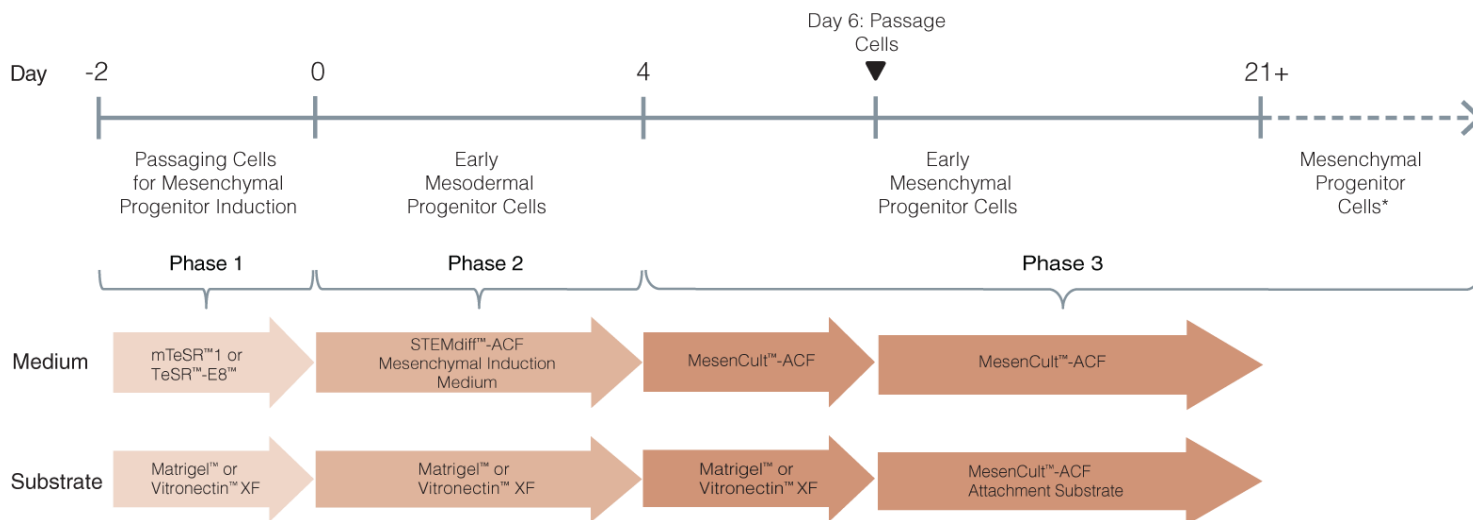 Day 6: Passage
Cells
Day
-2
0
4
21+
Passaging Cells
for Mesenchymal
Progenitor Induction
Early
Mesodermal
Progenitor Cells
Early
Mesenchymal
Progenitor Cells
Mesenchymal
Progenitor
Cells*
Phase 1
Phase 2
Phase 3
Medium
mTeSR™1 or
TeSR™-E8™
STEMdiff™-ACF
Mesenchymal Induction
Medium
MesenCult™-ACF
MesenCult™-ACF
Substrate
Matrigel™ or
Vitronectin™ XF
Matrigel™ or
Vitronectin™ XF
Matrigel™ or
Vitronectin™ XF
MesenCult™-ACF
Attachment Substrate